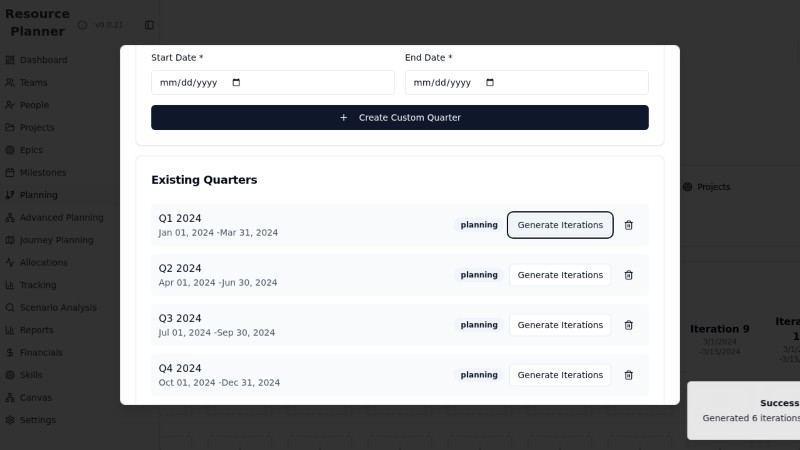 Resource
Planner
v0.0.21
Dashboard
Teams
People
Projects
Epics
Milestones
Planning
Advanced Planning
Journey Planning
Allocations
Tracking
Scenario Analysis
Reports
Financials
Skills
Canvas
Settings
Start Date *
End Date *
mm/dd/yyyy
mm/dd/yyyy
Create Custom Quarter
Existing Quarters
Q1 2024
Jan 01, 2024 -Mar 31, 2024
planning
Generate Iterations
Q2 2024
Apr 01, 2024 -Jun 30, 2024
planning
Generate Iterations
Q3 2024
Jul 01, 2024 -Sep 30, 2024
planning
Generate Iterations
Q4 2024
Oct 01, 2024 -Dec 31, 2024
planning
Generate Iterations
Projects
Iteration 9
3/1/2024
-3/15/2024
Itera
1
3/1/2
-3/15/
Success
Generated 6 iterations